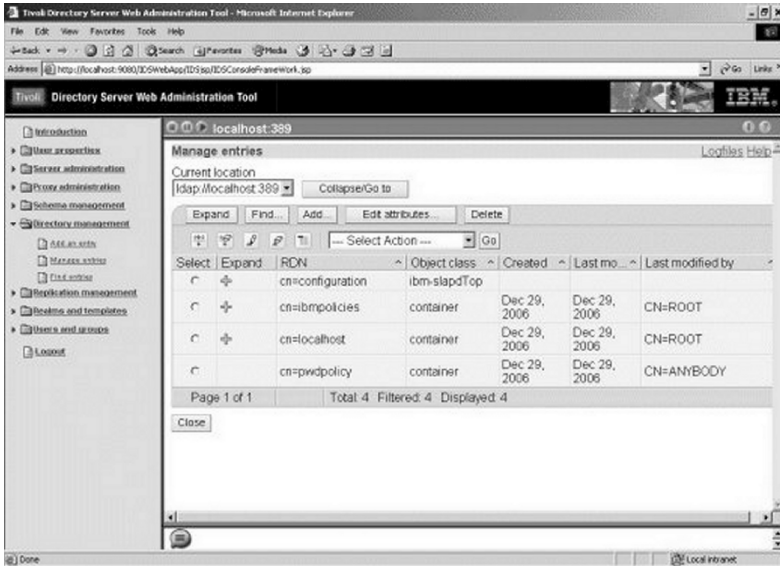 Tivoli Directory Server Web Administration Tool - Microsoft Internet Explorer
File Edit View Favorites Tools Help
Back Search Favorites Media
Address http://localhost:9080/IDSWebApp/IDSjsp/IDSConsoleFrameWork.jsp Go Links
Tivoli Directory Server Web Administration Tool IBM
Introduction
User properties
Server administration
Proxy administration
Schema management
Directory management
Add an entry
Manage entries
Find entries
Replication management
Realms and templates
Users and groups
Logout
localhost:389
Manage entries Logfiles Help
Current location
ldap://localhost:389 Collapse/Go to
Expand Find... Add... Edit attributes... Delete
--- Select Action --- Go
Select Expand RDN Object class Created Last mo... Last modified by
cn=configuration ibm-slapdTop
cn=ibmpolicies container Dec 29, 2006 Dec 29, 2006 CN=ROOT
cn=localhost container Dec 29, 2006 Dec 29, 2006 CN=ROOT
cn=pwdpolicy container Dec 29, 2006 Dec 29, 2006 CN=ANYBODY
Page 1 of 1 Total: 4 Filtered: 4 Displayed: 4
Close
Done Local intranet